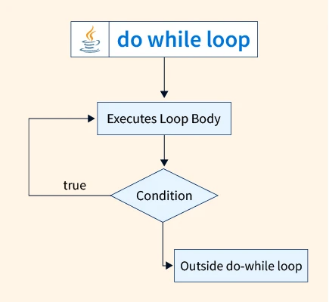 do while loop
Executes Loop Body
true
Condition
Outside do-while loop